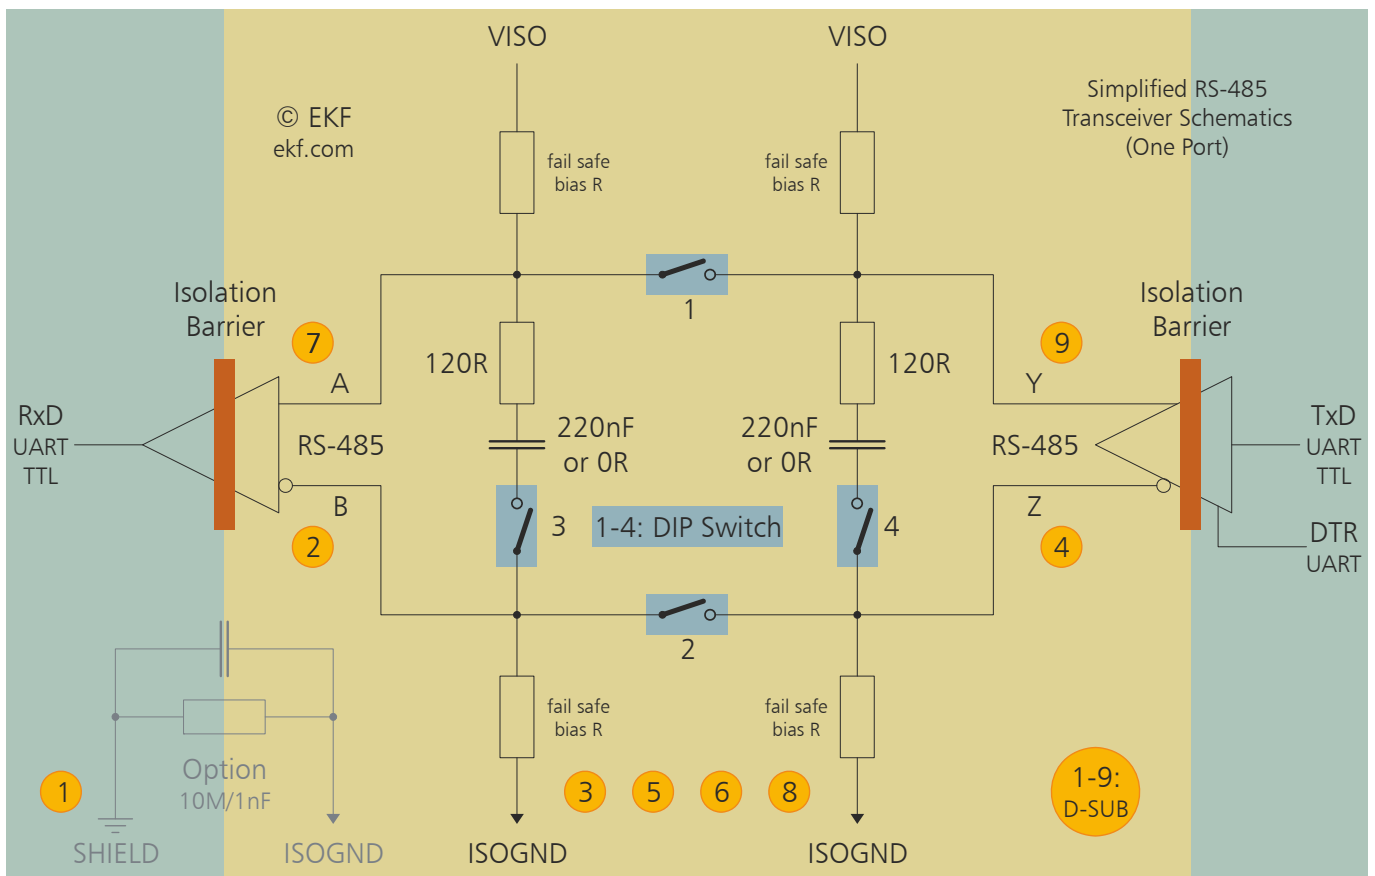 VISO
VISO
© EKF
ekf.com
Simplified RS-485
Transceiver Schematics
(One Port)
fail safe
bias R
fail safe
bias R
Isolation
Barrier
1
Isolation
Barrier
7
9
120R
120R
A
Y
RxD
UART
TTL
RS-485
220nF
or 0R
220nF
or 0R
RS-485
TxD
UART
TTL
B
3
1-4: DIP Switch
4
Z
2
4
DTR
UART
2
fail safe
bias R
fail safe
bias R
Option
10M/1nF
1
3
5
6
8
1-9:
D-SUB
SHIELD
ISOGND
ISOGND
ISOGND